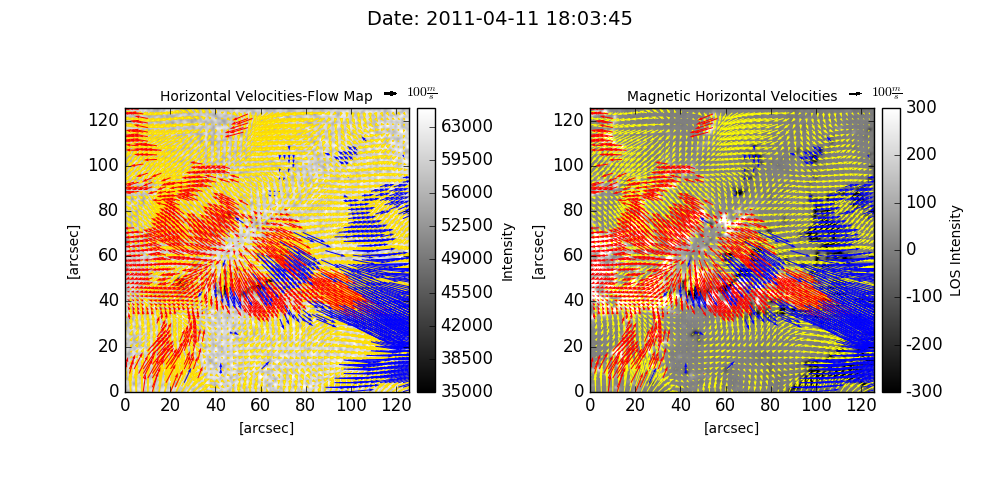 Date: 2011-04-11 18:03:45
Horizontal Velocities-Flow Map
100 m/s
120
100
80
60
40
20
0
[arcsec]
0 20 40 60 80 100 120
[arcsec]
63000
59500
56000
52500
49000
45500
42000
38500
35000
Intensity
Magnetic Horizontal Velocities
100 m/s
120
100
80
60
40
20
0
[arcsec]
0 20 40 60 80 100 120
[arcsec]
300
200
100
0
-100
-200
-300
LOS Intensity